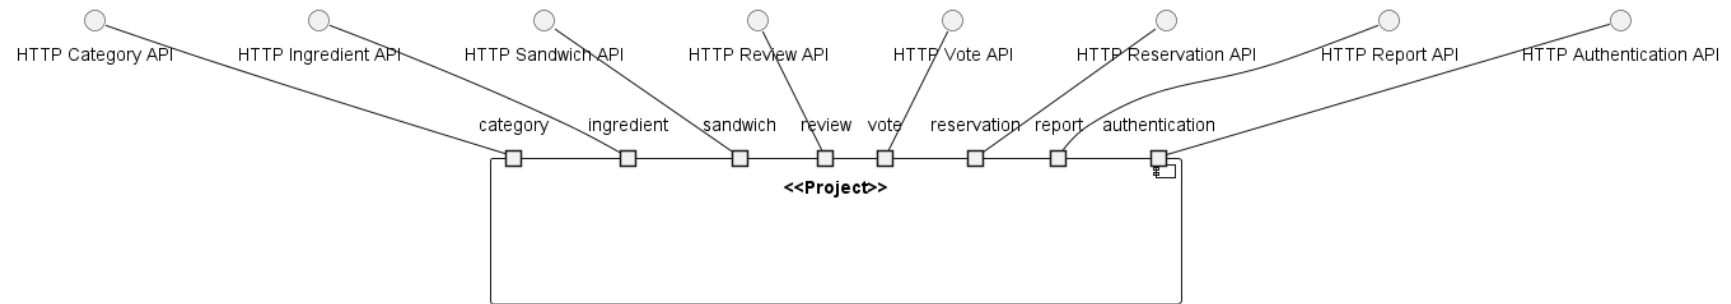 HTTP Category API
HTTP Ingredient API
HTTP Sandwich API
HTTP Review API
HTTP Vote API
HTTP Reservation API
HTTP Report API
HTTP Authentication API
category
ingredient
sandwich
review
vote
reservation
report
authentication
<<Project>>